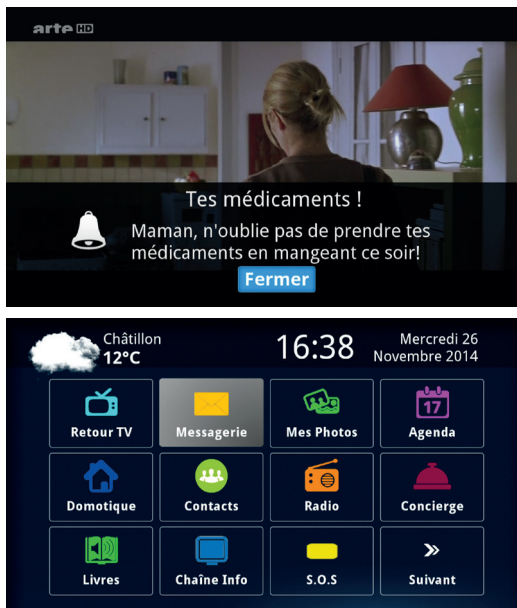 arte HD
Tes médicaments !
Maman, n'oublie pas de prendre tes
médicaments en mangeant ce soir!
Fermer
Châtillon
12°C
16:38
Mercredi 26
Novembre 2014
Retour TV
Messagerie
Mes Photos
17
Agenda
Domotique
Contacts
Radio
Concierge
Livres
Chaîne Info
S.O.S
Suivant